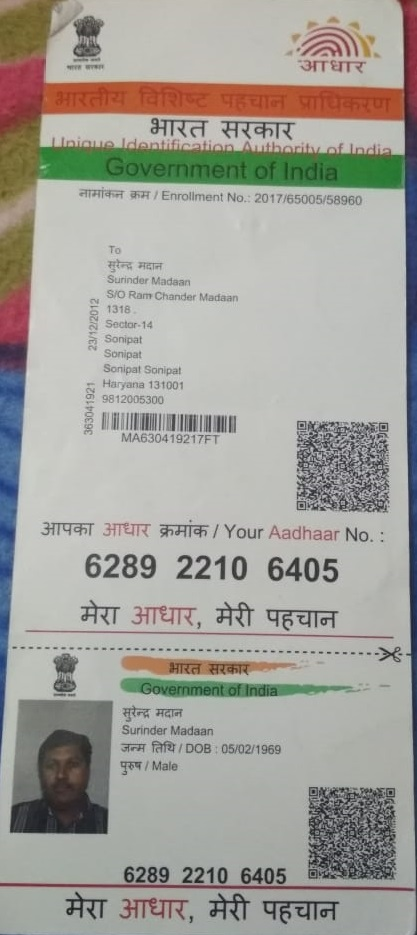 भारत सरकार
आधार
भारतीय विशिष्ट पहचान प्राधिकरण
भारत सरकार
Unique Identification Authority of India
Government of India
नामांकन क्रम / Enrollment No.: 2017/65005/58960
To
सुरेन्द्र मदान
Surinder Madaan
S/O Ram Chander Madaan
1318 .
Sector-14
Sonipat
Sonipat
Sonipat Sonipat
Haryana 131001
9812005300
23/12/2012
363041921
MA630419217FT
आपका आधार क्रमांक / Your Aadhaar No. :
6289 2210 6405
मेरा आधार, मेरी पहचान
भारत सरकार
Government of India
सुरेन्द्र मदान
Surinder Madaan
जन्म तिथि / DOB : 05/02/1969
पुरुष / Male
6289 2210 6405
मेरा आधार, मेरी पहचान